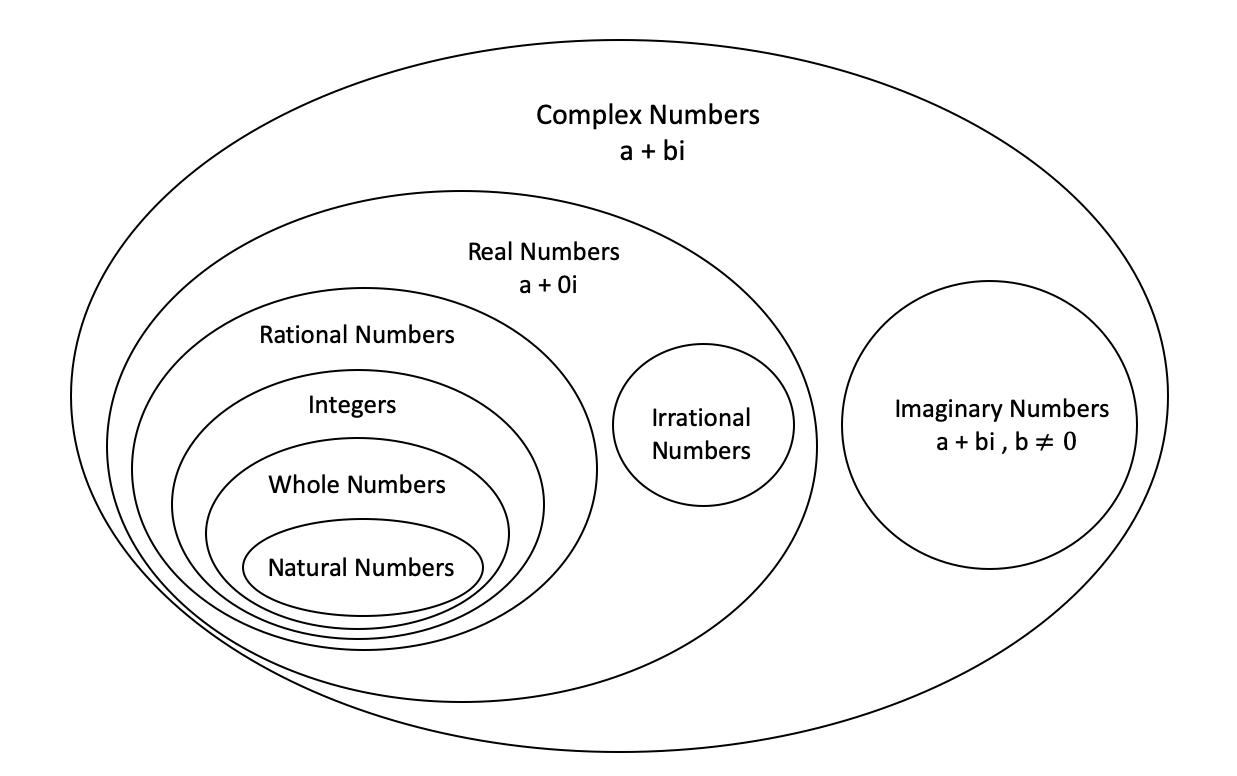 Complex Numbers
a + bi
Real Numbers
a + 0i
Rational Numbers
Integers
Whole Numbers
Natural Numbers
Irrational
Numbers
Imaginary Numbers
a + bi , b ≠ 0